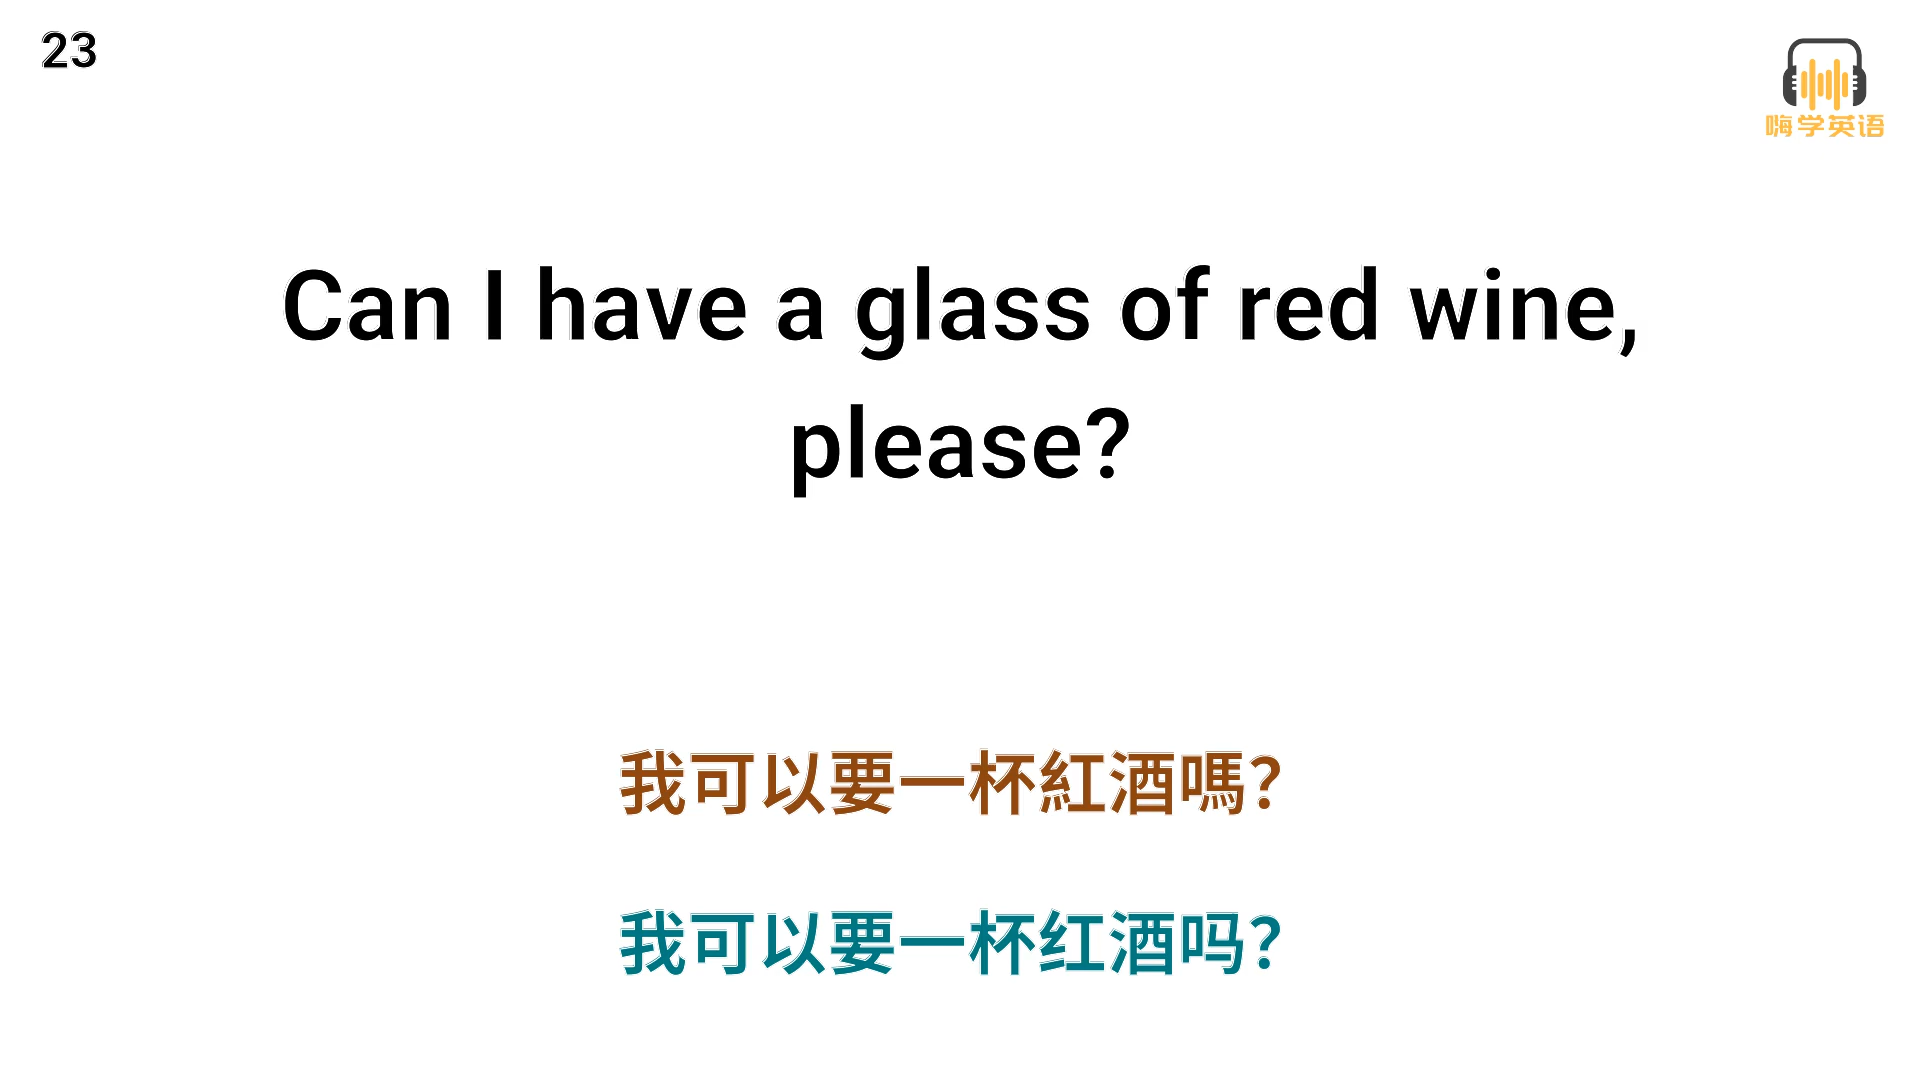 23
嗨学英语
Can I have a glass of red wine,
please?
我可以要一杯紅酒嗎?
我可以要一杯红酒吗?